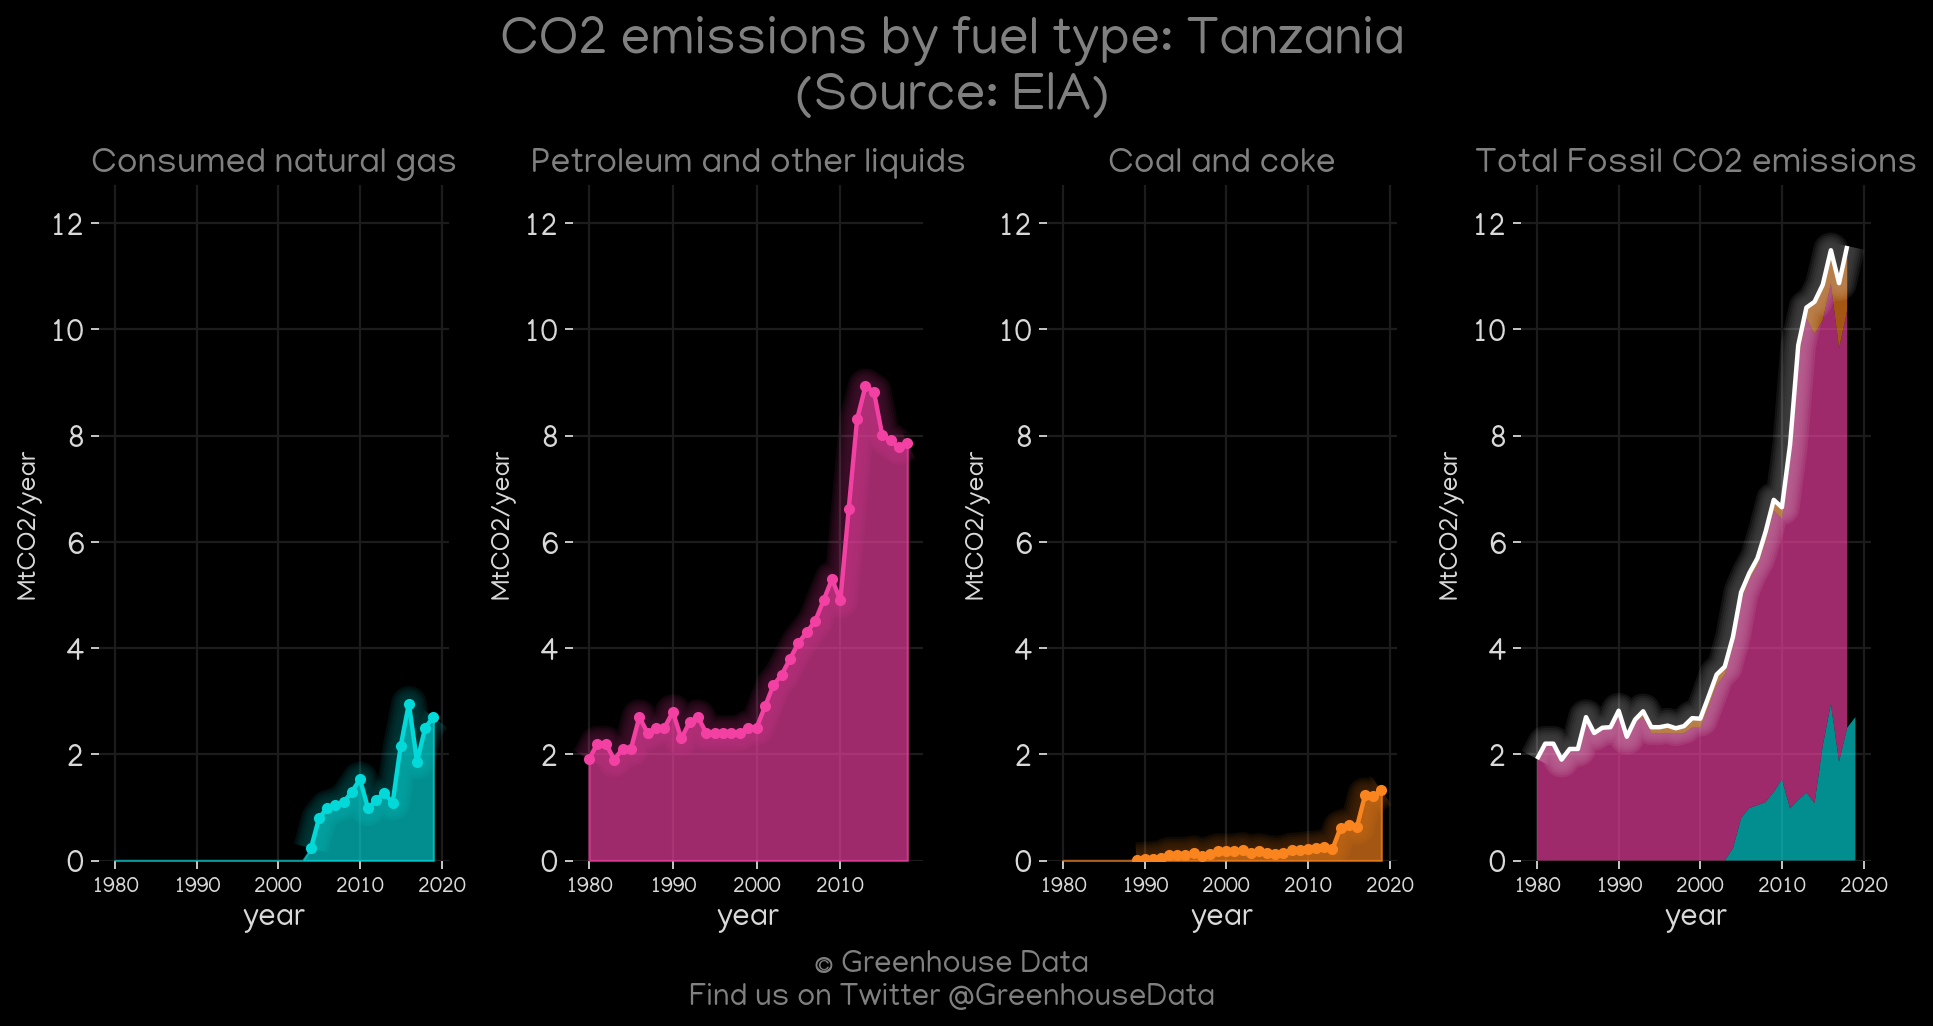 CO2 emissions by fuel type: Tanzania
(Source: EIA)
Consumed natural gas
MtCO2/year
12
10
8
6
4
2
0
1980 1990 2000 2010 2020
year
Petroleum and other liquids
MtCO2/year
12
10
8
6
4
2
0
1980 1990 2000 2010
year
Coal and coke
MtCO2/year
12
10
8
6
4
2
0
1980 1990 2000 2010 2020
year
Total Fossil CO2 emissions
MtCO2/year
12
10
8
6
4
2
0
1980 1990 2000 2010 2020
year
© Greenhouse Data
Find us on Twitter @GreenhouseData